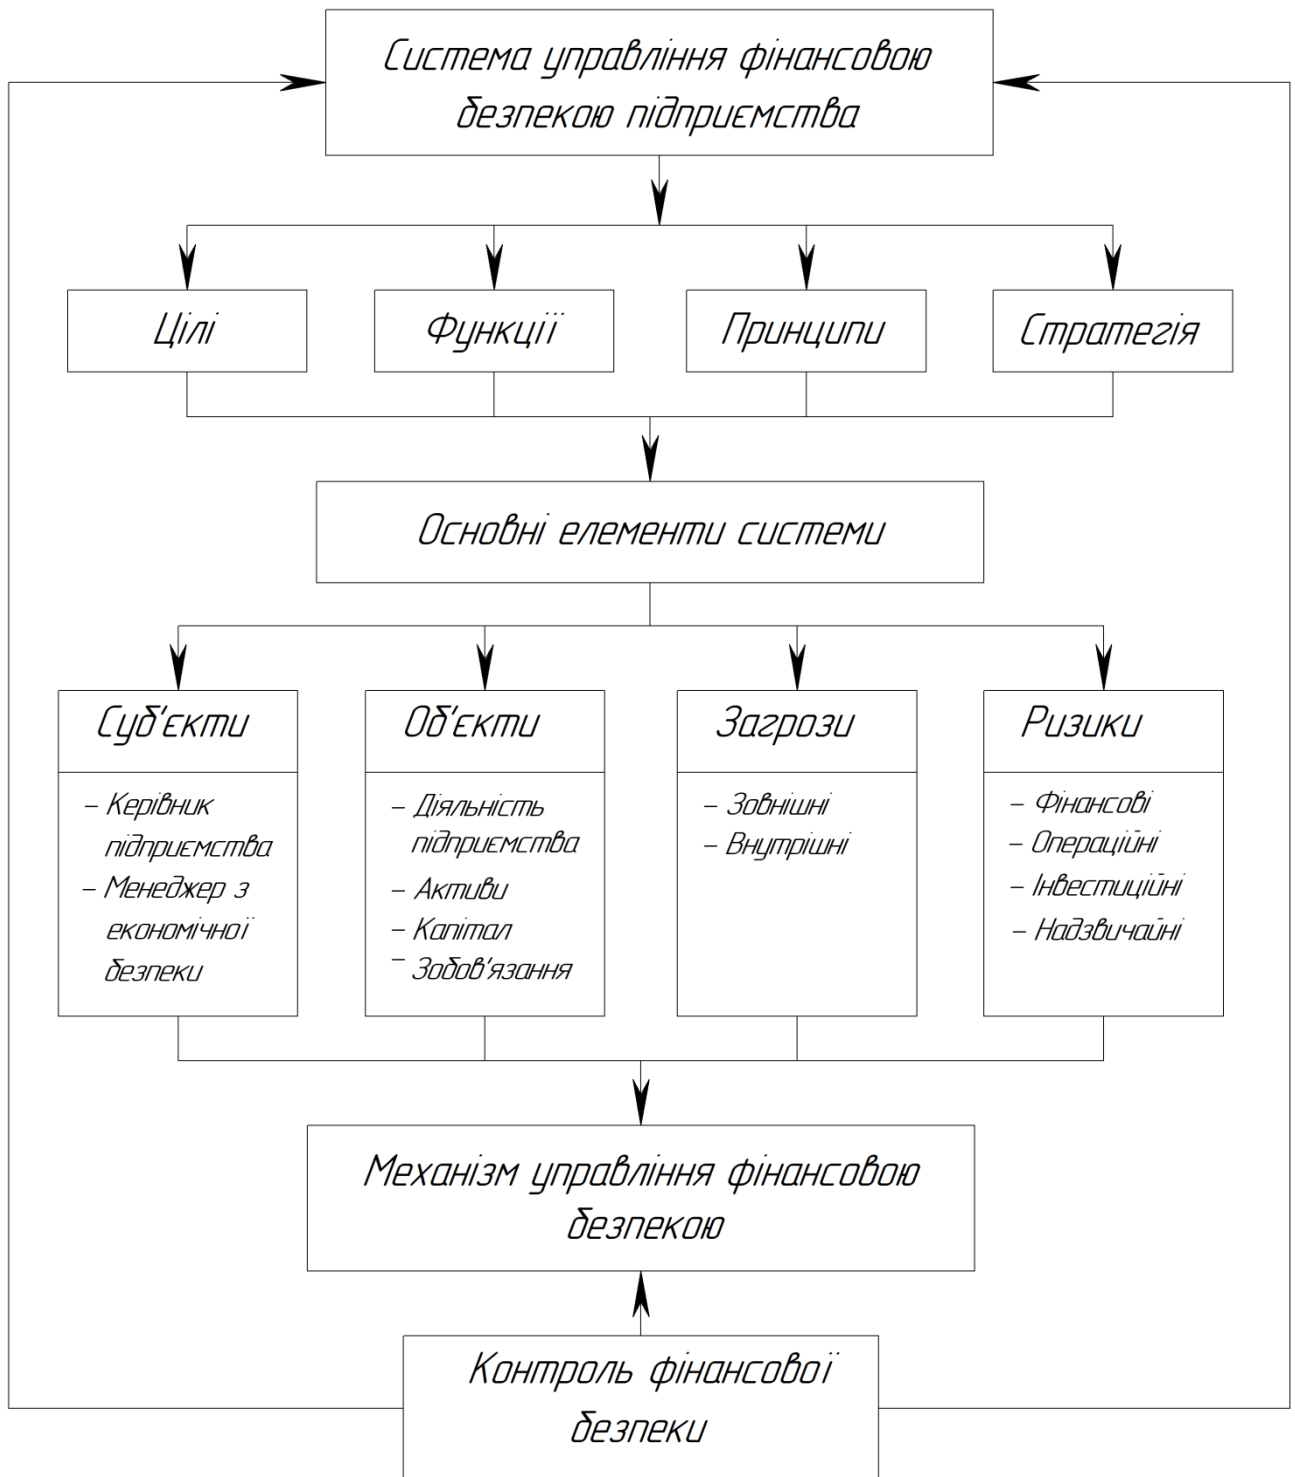 Система управління фінансовою
безпекою підприємства
Цілі
Функції
Принципи
Стратегія
Основні елементи системи
Суб'єкти
– Керівник
підприємства
– Менеджер з
економічної
безпеки
Об'єкти
– Діяльність
підприємства
– Активи
– Капітал
– Зобов'язання
Загрози
– Зовнішні
– Внутрішні
Ризики
– Фінансові
– Операційні
– Інвестиційні
– Надзвичайні
Механізм управління фінансовою
безпекою
Контроль фінансової
безпеки